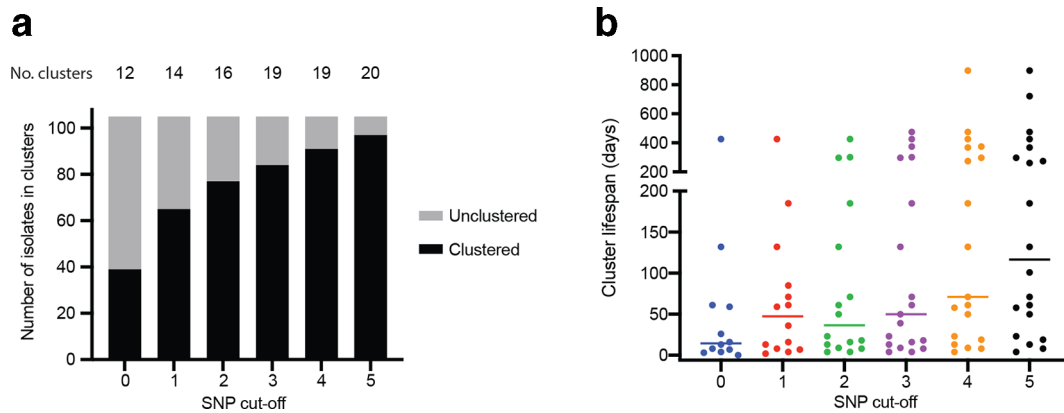 a
No. clusters 12 14 16 19 19 20
Number of isolates in clusters
100
80
60
40
20
0
0 1 2 3 4 5
SNP cut-off
Unclustered
Clustered
b
Cluster lifespan (days)
1000
800
600
400
200
200
150
100
50
0
0 1 2 3 4 5
SNP cut-off